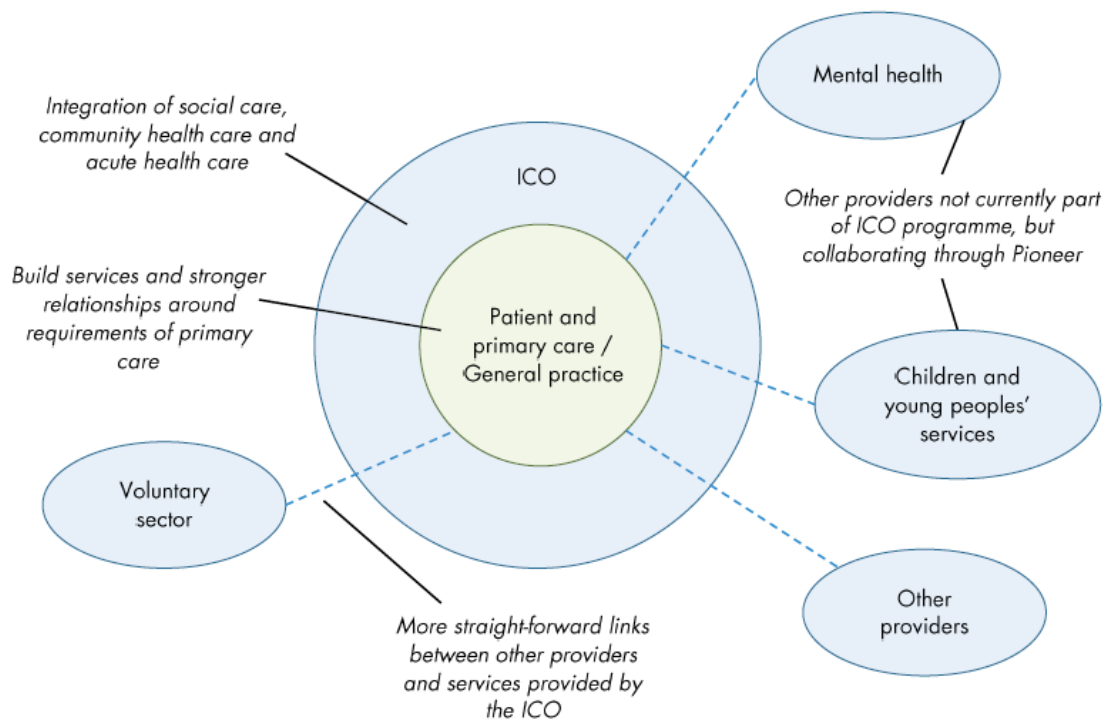 Mental health
Integration of social care,
community health care and
acute health care
ICO
Other providers not currently part
of ICO programme, but
collaborating through Pioneer
Build services and stronger
relationships around
requirements of primary
care
Patient and
primary care /
General practice
Children and
young peoples’
services
Voluntary
sector
Other
providers
More straight-forward links
between other providers
and services provided by
the ICO